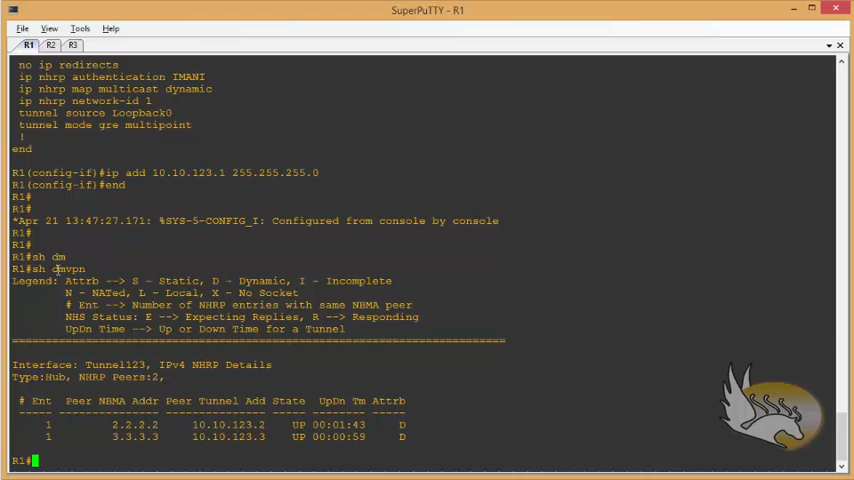 SuperPuTTY - R1
File View Tools Help
R1 R2 R3
no ip redirects
ip nhrp authentication IMANI
ip nhrp map multicast dynamic
ip nhrp network-id 1
tunnel source Loopback0
tunnel mode gre multipoint
!
end
R1(config-if)#ip add 10.10.123.1 255.255.255.0
R1(config-if)#end
R1#
R1#
*Apr 21 13:47:27.171: %SYS-5-CONFIG_I: Configured from console by console
R1#
R1#
R1#sh dm
R1#sh dmvpn
Legend: Attrb --> S - Static, D - Dynamic, I - Incomplete
N - NATed, L - Local, X - No Socket
# Ent --> Number of NHRP entries with same NBMA peer
NHS Status: E --> Expecting Replies, R --> Responding
UpDn Time --> Up or Down Time for a Tunnel
==========================================================================
Interface: Tunnel123, IPv4 NHRP Details
Type:Hub, NHRP Peers:2,
# Ent Peer NBMA Addr Peer Tunnel Add State UpDn Tm Attrb
----- --------------- --------------- ----- -------- -----
1 2.2.2.2 10.10.123.2 UP 00:01:43 D
1 3.3.3.3 10.10.123.3 UP 00:00:59 D
R1#